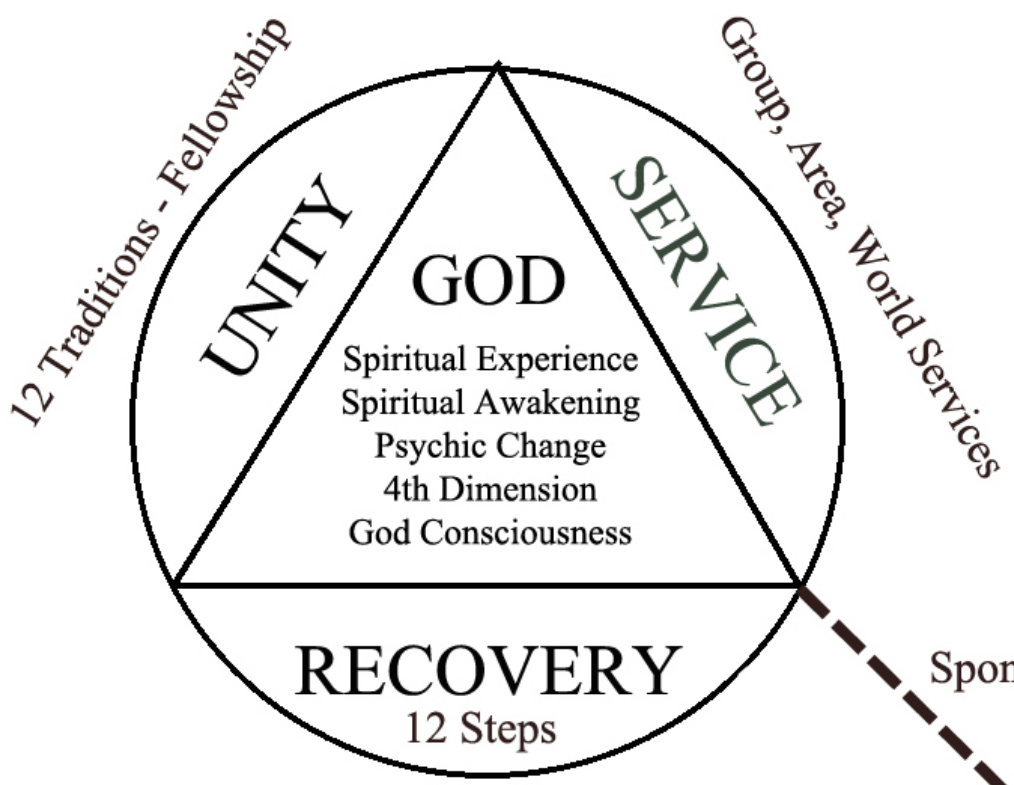 12 Traditions - Fellowship
Group, Area, World Services
UNITY
SERVICE
GOD
Spiritual Experience
Spiritual Awakening
Psychic Change
4th Dimension
God Consciousness
RECOVERY
12 Steps